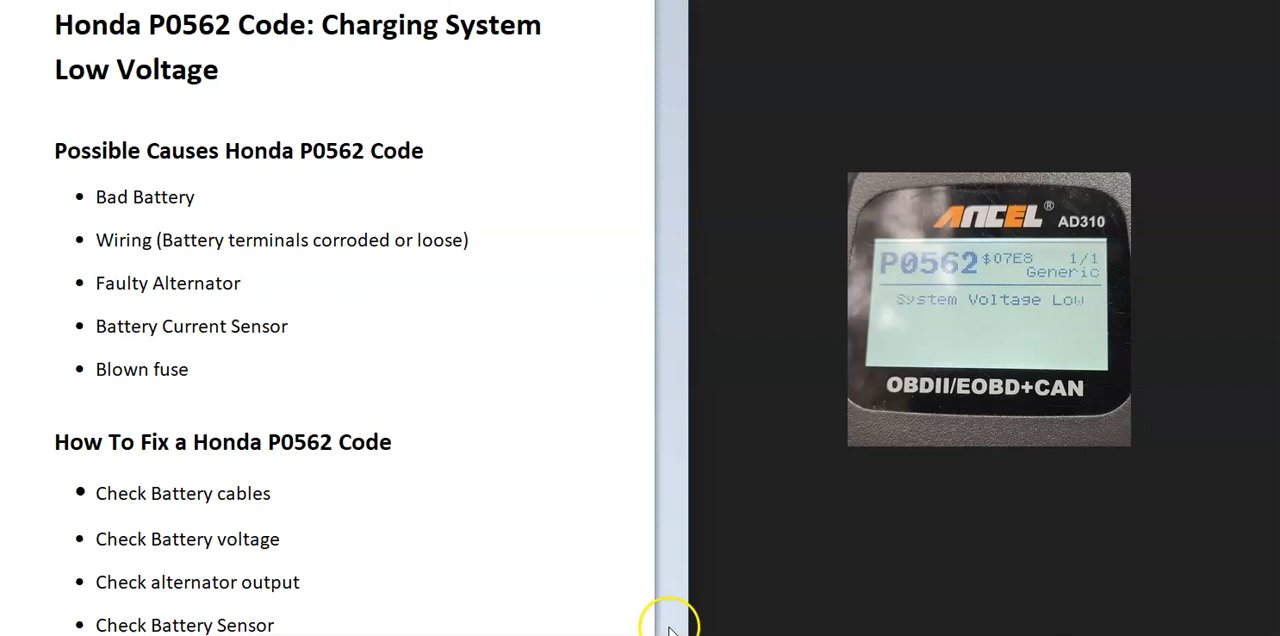 Honda P0562 Code: Charging System
Low Voltage
Possible Causes Honda P0562 Code
• Bad Battery
• Wiring (Battery terminals corroded or loose)
• Faulty Alternator
• Battery Current Sensor
• Blown fuse
How To Fix a Honda P0562 Code
• Check Battery cables
• Check Battery voltage
• Check alternator output
• Check Battery Sensor
ANCEL® AD310
P0562 $07E8 1/1
Generic
System Voltage Low
OBDII/EOBD+CAN